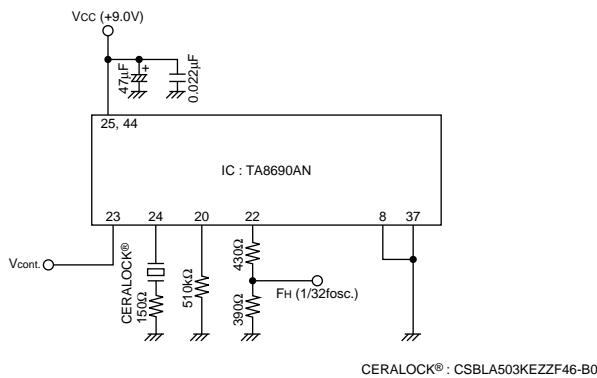 VCC (+9.0V)
47µF
+
0.022µF
25, 44
IC : TA8690AN
23
24
20
22
8
37
Vcont.
CERALOCK®
150Ω
510kΩ
430Ω
390Ω
FH (1/32fosc.)
CERALOCK® : CSBLA503KEZZF46-B0